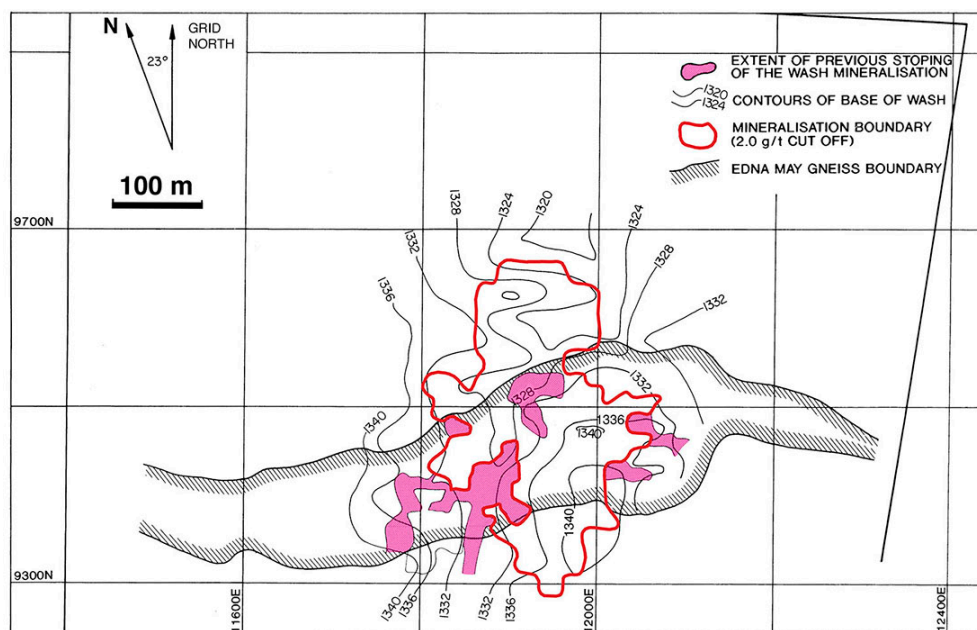 N
GRID
NORTH
23°
100 m
EXTENT OF PREVIOUS STOPING
OF THE WASH MINERALISATION
1320
1324
CONTOURS OF BASE OF WASH
MINERALISATION BOUNDARY
(2.0 g/t CUT OFF)
EDNA MAY GNEISS BOUNDARY
9700N
1336
1332
1328
1324
1320
1324
1328
1332
1340
1328
1332
1336
1340
1340
9300N
1340
1336
1332
1332
1336
11600E
12000E
12400E